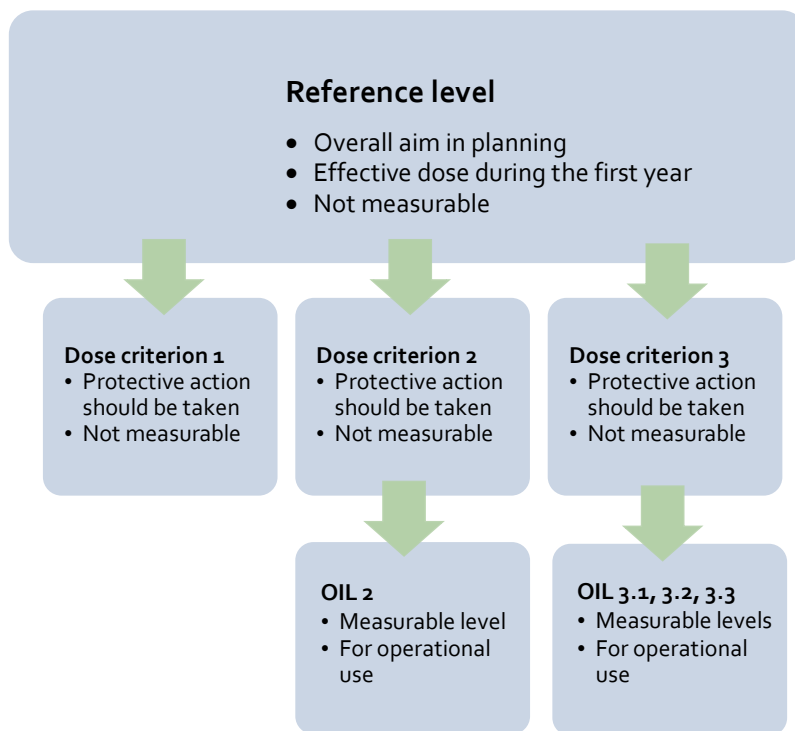 Reference level
• Overall aim in planning
• Effective dose during the first year
• Not measurable
Dose criterion 1
• Protective action
should be taken
• Not measurable
Dose criterion 2
• Protective action
should be taken
• Not measurable
Dose criterion 3
• Protective action
should be taken
• Not measurable
OIL 2
• Measurable level
• For operational
use
OIL 3.1, 3.2, 3.3
• Measurable levels
• For operational
use